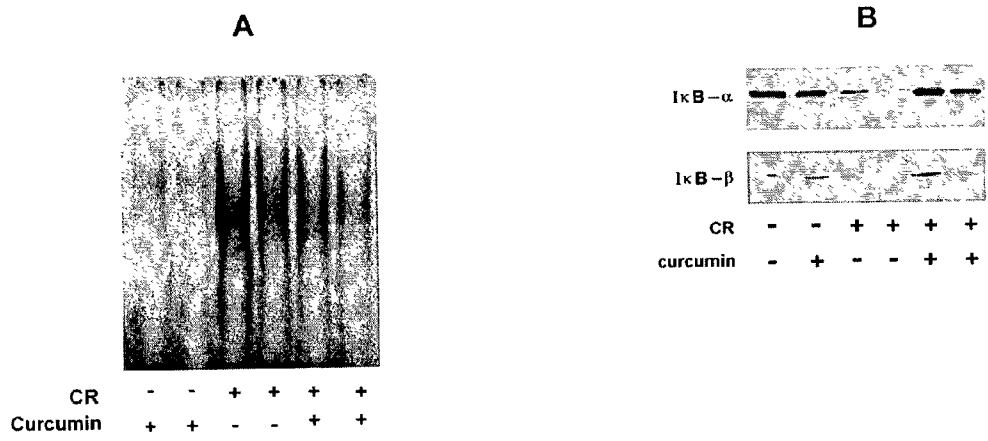 A
CR - - + + + +
Curcumin + + - - + +
B
IκB-α
IκB-β
CR - - + + + +
curcumin - + - - + +